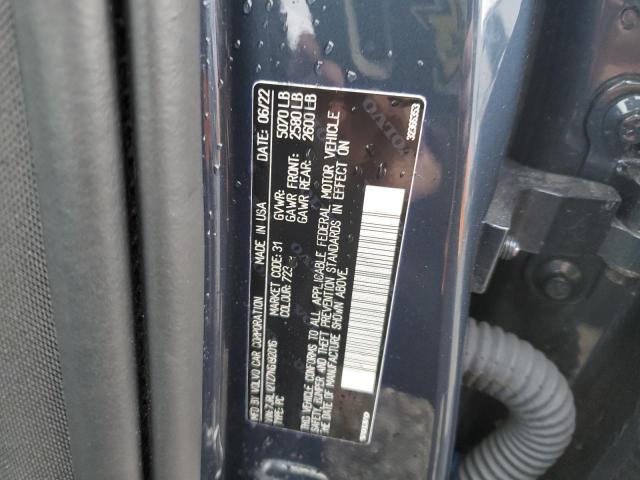 MFD BY VOLVO CAR CORPORATION MADE IN USA DATE: 06/22
MARKET CODE: 31 GVWR: 5070 LB
TYPE: PC COLOUR: 723 GAWR FRONT: 2580 LB
GAWR REAR: 2600 LB
THIS VEHICLE CONFORMS TO ALL APPLICABLE FEDERAL MOTOR VEHICLE
SAFETY, BUMPER AND THEFT PREVENTION STANDARDS IN EFFECT ON
THE DATE OF MANUFACTURE SHOWN ABOVE.
VOLVO